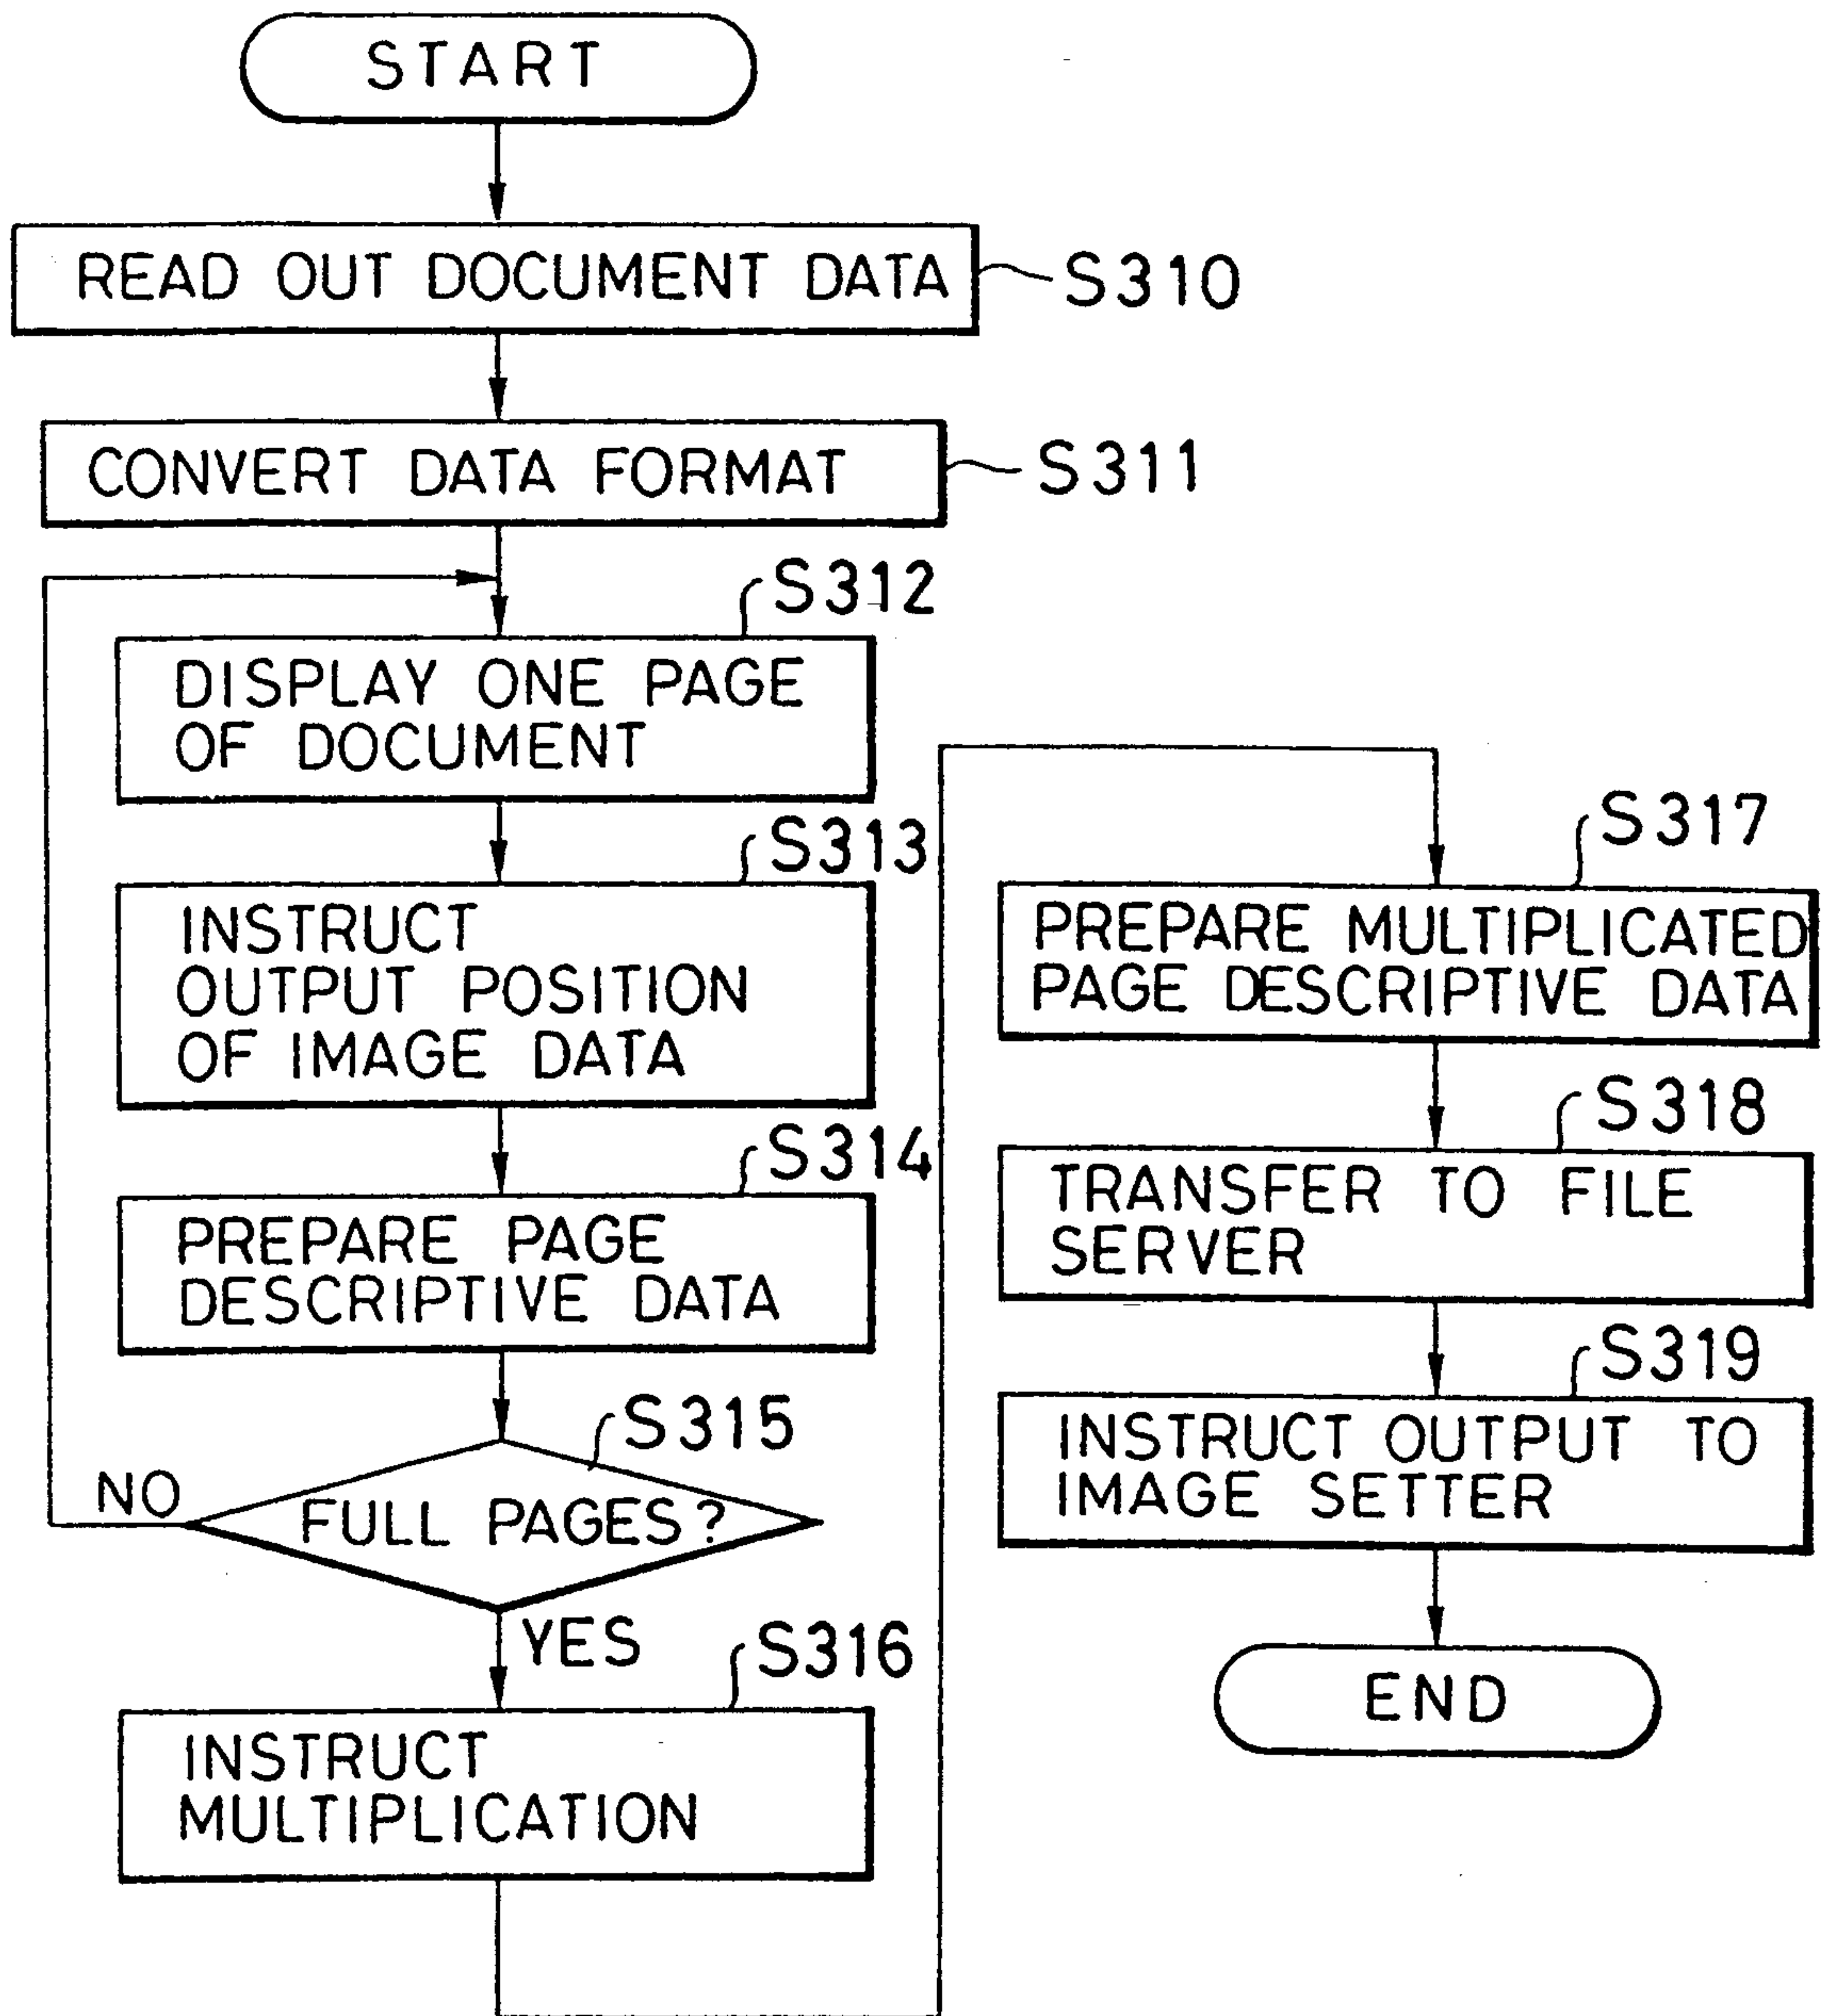 START
READ OUT DOCUMENT DATA
S310
CONVERT DATA FORMAT
S311
S312
DISPLAY ONE PAGE
OF DOCUMENT
S313
INSTRUCT
OUTPUT POSITION
OF IMAGE DATA
S314
PREPARE PAGE
DESCRIPTIVE DATA
S315
FULL PAGES?
NO
YES
S316
INSTRUCT
MULTIPLICATION
S317
PREPARE MULTIPLICATED
PAGE DESCRIPTIVE DATA
S318
TRANSFER TO FILE
SERVER
S319
INSTRUCT OUTPUT TO
IMAGE SETTER
END